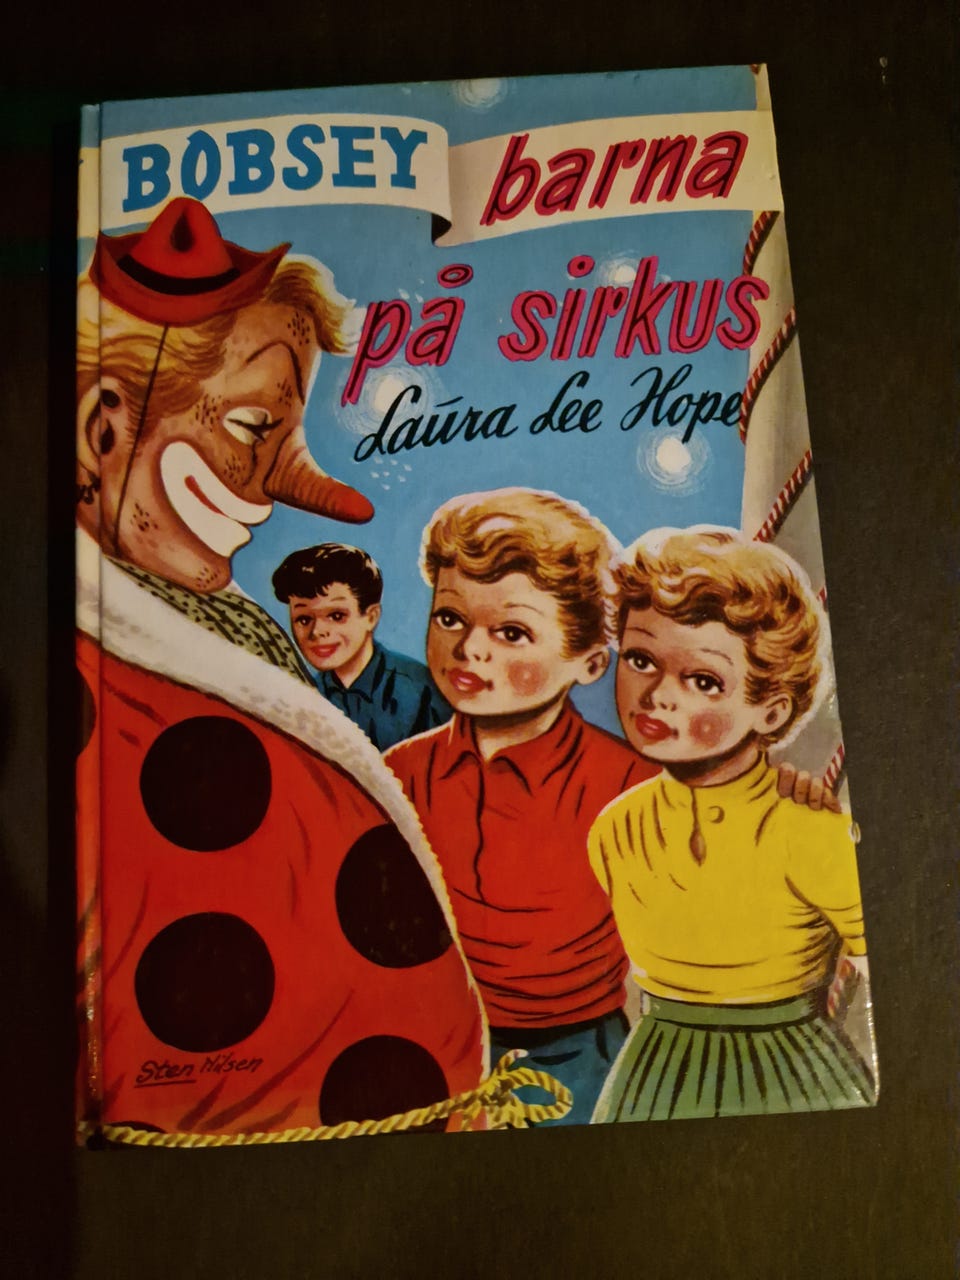 BOBSEY barna
på sirkus
Laura Lee Hope
Sten Nilsen